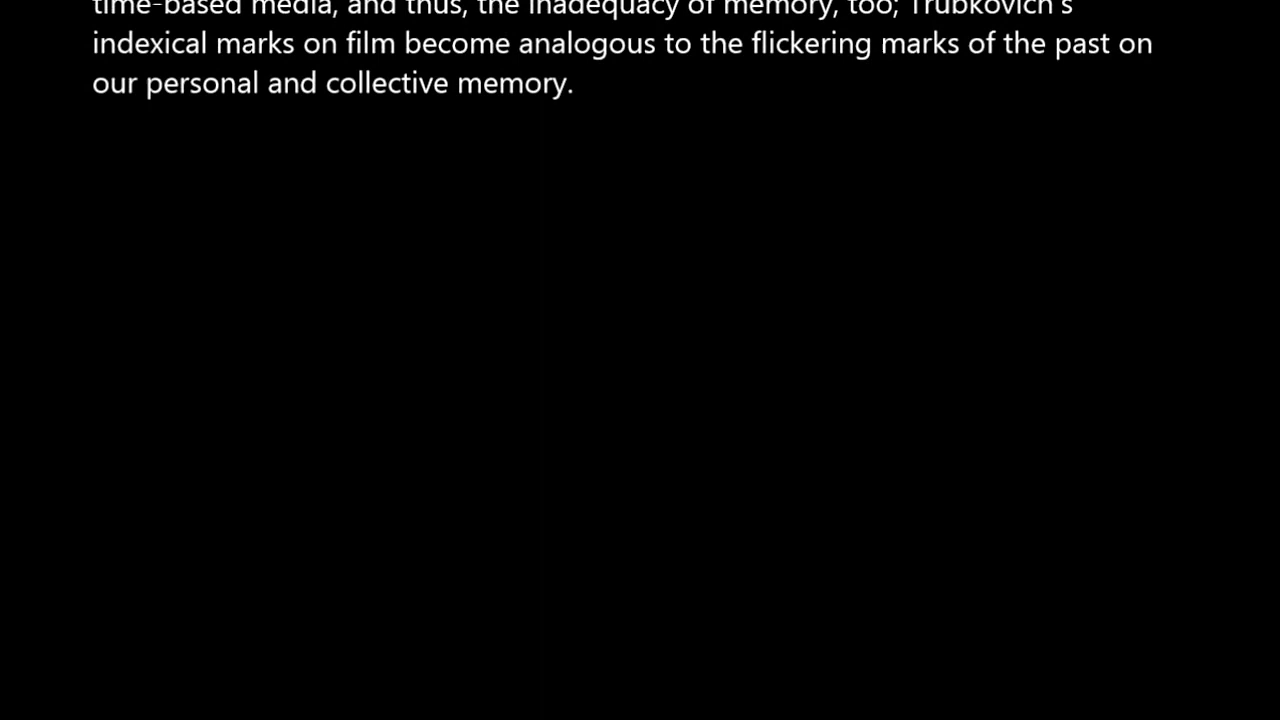 time-based media, and thus, the inadequacy of memory, too; Trubkovich's
indexical marks on film become analogous to the flickering marks of the past on
our personal and collective memory.